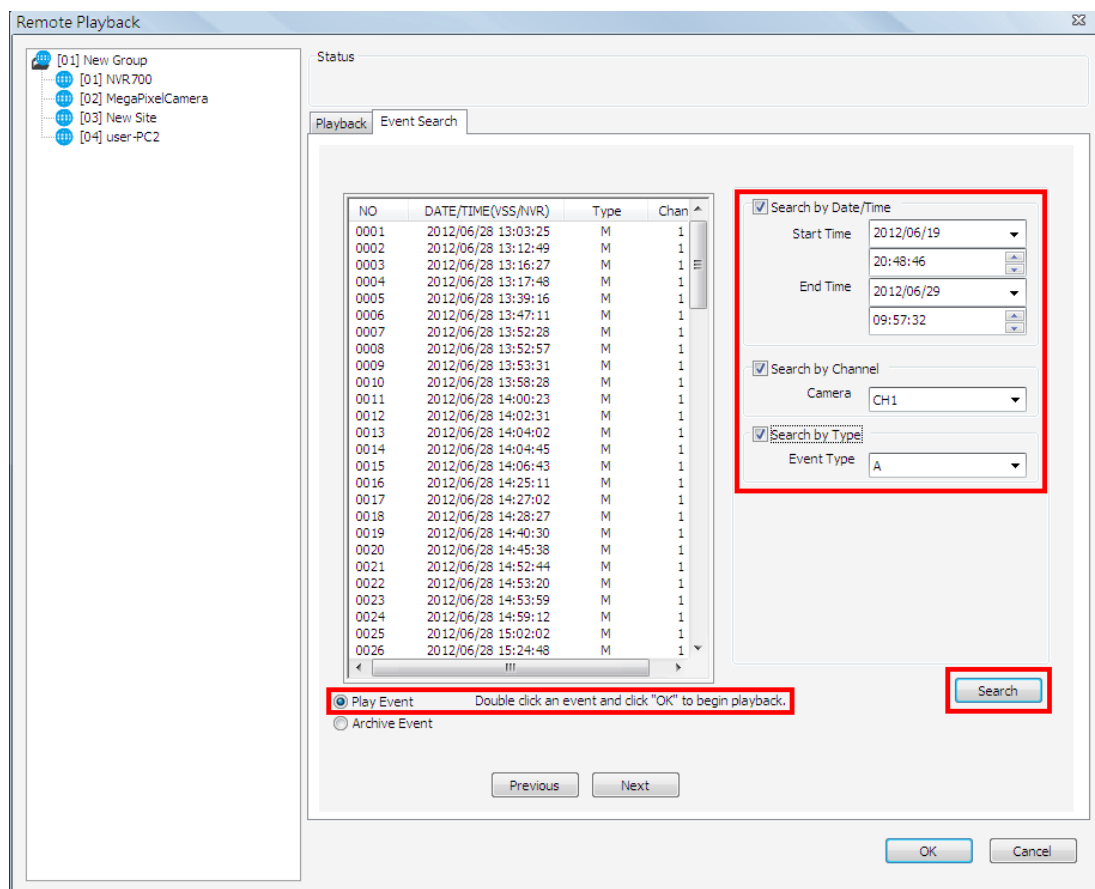 Remote Playback
[01] New Group
[01] NVR700
[02] MegaPixelCamera
[03] New Site
[04] user-PC2
Status
Playback Event Search
NO DATE/TIME(VSS/NVR) Type Chan
0001 2012/06/28 13:03:25 M 1
0002 2012/06/28 13:12:49 M 1
0003 2012/06/28 13:16:27 M 1
0004 2012/06/28 13:17:48 M 1
0005 2012/06/28 13:39:16 M 1
0006 2012/06/28 13:47:11 M 1
0007 2012/06/28 13:52:28 M 1
0008 2012/06/28 13:52:57 M 1
0009 2012/06/28 13:53:31 M 1
0010 2012/06/28 13:58:28 M 1
0011 2012/06/28 14:00:23 M 1
0012 2012/06/28 14:02:31 M 1
0013 2012/06/28 14:04:02 M 1
0014 2012/06/28 14:04:45 M 1
0015 2012/06/28 14:06:43 M 1
0016 2012/06/28 14:25:11 M 1
0017 2012/06/28 14:27:02 M 1
0018 2012/06/28 14:28:27 M 1
0019 2012/06/28 14:40:30 M 1
0020 2012/06/28 14:45:38 M 1
0021 2012/06/28 14:52:44 M 1
0022 2012/06/28 14:53:20 M 1
0023 2012/06/28 14:53:59 M 1
0024 2012/06/28 14:59:12 M 1
0025 2012/06/28 15:02:02 M 1
0026 2012/06/28 15:24:48 M 1
Search by Date/Time
Start Time 2012/06/19
20:48:46
End Time 2012/06/29
09:57:32
Search by Channel
Camera CH1
Search by Type
Event Type A
Search
Play Event Double click an event and click "OK" to begin playback.
Archive Event
Previous Next
OK Cancel